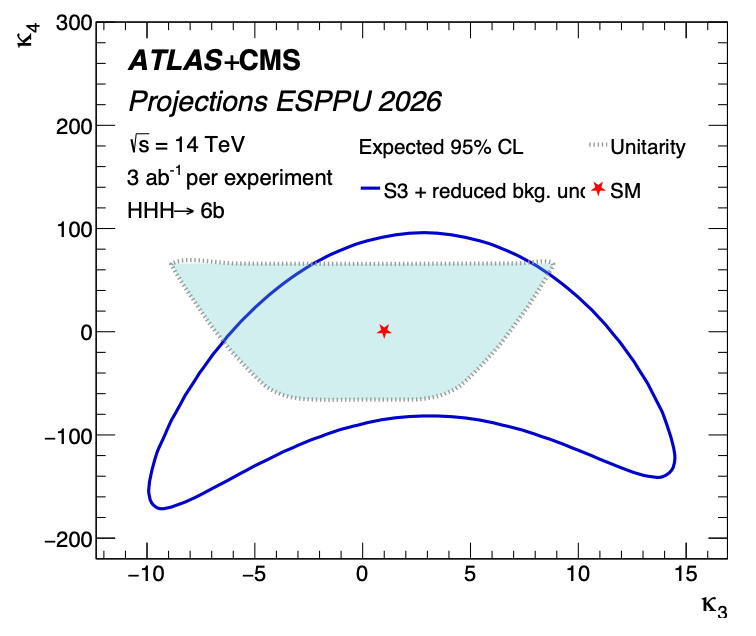 κ4
300
ATLAS+CMS
Projections ESPPU 2026
√s = 14 TeV
3 ab-1 per experiment
HHH→ 6b
Expected 95% CL
Unitarity
S3 + reduced bkg. unc
SM
200
100
0
−100
−200
−10 −5 0 5 10 15
κ3